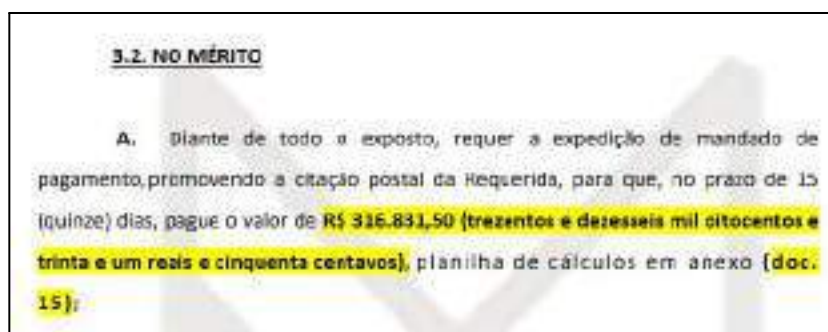 3.2. NO MÉRITO
A. Diante de todo o exposto, requer a expedição de mandado de
pagamento, promovendo a citação postal da Requerida, para que, no prazo de 15
(quinze) dias, pague o valor de R$ 316.831,50 (trezentos e dezesseis mil oitocentos e
trinta e um reais e cinquenta centavos), planilha de cálculos em anexo (doc.
15);